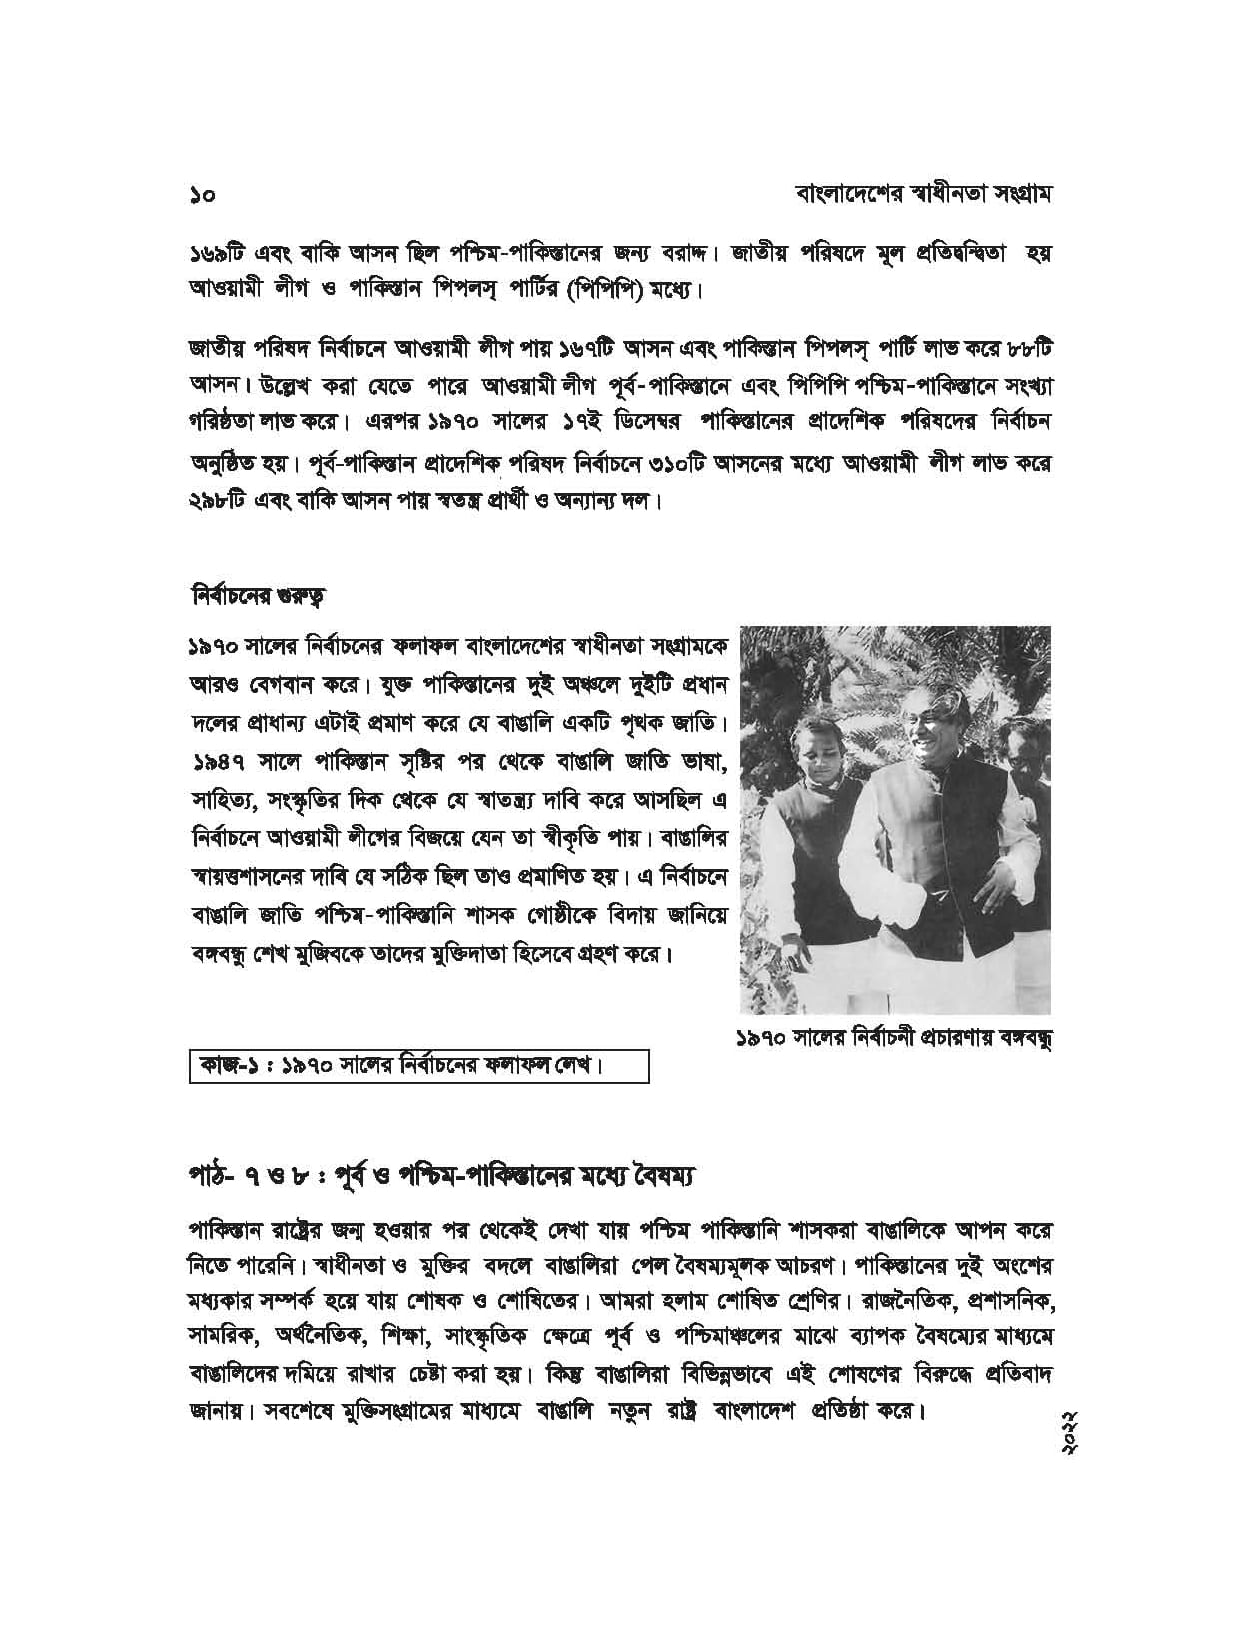 ১০
বাংলাদেশের স্বাধীনতা সংগ্রাম
১৬৯টি এবং বাকি আসন ছিল পশ্চিম-পাকিস্তানের জন্য বরাদ্দ। জাতীয় পরিষদে মূল প্রতিদ্বন্দ্বিতা হয়
আওয়ামী লীগ ও পাকিস্তান পিপলস্ পার্টির (পিপিপি) মধ্যে।
জাতীয় পরিষদ নির্বাচনে আওয়ামী লীগ পায় ১৬৭টি আসন এবং পাকিস্তান পিপলস্ পার্টি লাভ করে ৮৮টি
আসন। উল্লেখ করা যেতে পারে আওয়ামী লীগ পূর্ব-পাকিস্তানে এবং পিপিপি পশ্চিম-পাকিস্তানে সংখ্যা
গরিষ্ঠতা লাভ করে। এরপর ১৯৭০ সালের ১৭ই ডিসেম্বর পাকিস্তানের প্রাদেশিক পরিষদের নির্বাচন
অনুষ্ঠিত হয়। পূর্ব-পাকিস্তান প্রাদেশিক পরিষদ নির্বাচনে ৩১০টি আসনের মধ্যে আওয়ামী লীগ লাভ করে
২৯৮টি এবং বাকি আসন পায় স্বতন্ত্র প্রার্থী ও অন্যান্য দল।
নির্বাচনের গুরুত্ব
১৯৭০ সালের নির্বাচনের ফলাফল বাংলাদেশের স্বাধীনতা সংগ্রামকে
আরও বেগবান করে। যুক্ত পাকিস্তানের দুই অঞ্চলে দুইটি প্রধান
দলের প্রাধান্য এটাই প্রমাণ করে যে বাঙালি একটি পৃথক জাতি।
১৯৪৭ সালে পাকিস্তান সৃষ্টির পর থেকে বাঙালি জাতি ভাষা,
সাহিত্য, সংস্কৃতির দিক থেকে যে স্বাতন্ত্র্য দাবি করে আসছিল এ
নির্বাচনে আওয়ামী লীগের বিজয়ে যেন তা স্বীকৃতি পায়। বাঙালির
স্বায়ত্তশাসনের দাবি যে সঠিক ছিল তাও প্রমাণিত হয়। এ নির্বাচনে
বাঙালি জাতি পশ্চিম-পাকিস্তানি শাসক গোষ্ঠীকে বিদায় জানিয়ে
বঙ্গবন্ধু শেখ মুজিবকে তাদের মুক্তিদাতা হিসেবে গ্রহণ করে।
১৯৭০ সালের নির্বাচনী প্রচারণায় বঙ্গবন্ধু
কাজ-১ : ১৯৭০ সালের নির্বাচনের ফলাফল লেখ।
পাঠ- ৭ ও ৮ : পূর্ব ও পশ্চিম-পাকিস্তানের মধ্যে বৈষম্য
পাকিস্তান রাষ্ট্রের জন্ম হওয়ার পর থেকেই দেখা যায় পশ্চিম পাকিস্তানি শাসকরা বাঙালিকে আপন করে
নিতে পারেনি। স্বাধীনতা ও মুক্তির বদলে বাঙালিরা পেল বৈষম্যমূলক আচরণ। পাকিস্তানের দুই অংশের
মধ্যকার সম্পর্ক হয়ে যায় শোষক ও শোষিতের। আমরা হলাম শোষিত শ্রেণির। রাজনৈতিক, প্রশাসনিক,
সামরিক, অর্থনৈতিক, শিক্ষা, সাংস্কৃতিক ক্ষেত্রে পূর্ব ও পশ্চিমাঞ্চলের মাঝে ব্যাপক বৈষম্যের মাধ্যমে
বাঙালিদের দমিয়ে রাখার চেষ্টা করা হয়। কিন্তু বাঙালিরা বিভিন্নভাবে এই শোষণের বিরুদ্ধে প্রতিবাদ
জানায়। সবশেষে মুক্তিসংগ্রামের মাধ্যমে বাঙালি নতুন রাষ্ট্র বাংলাদেশ প্রতিষ্ঠা করে।
২০২২